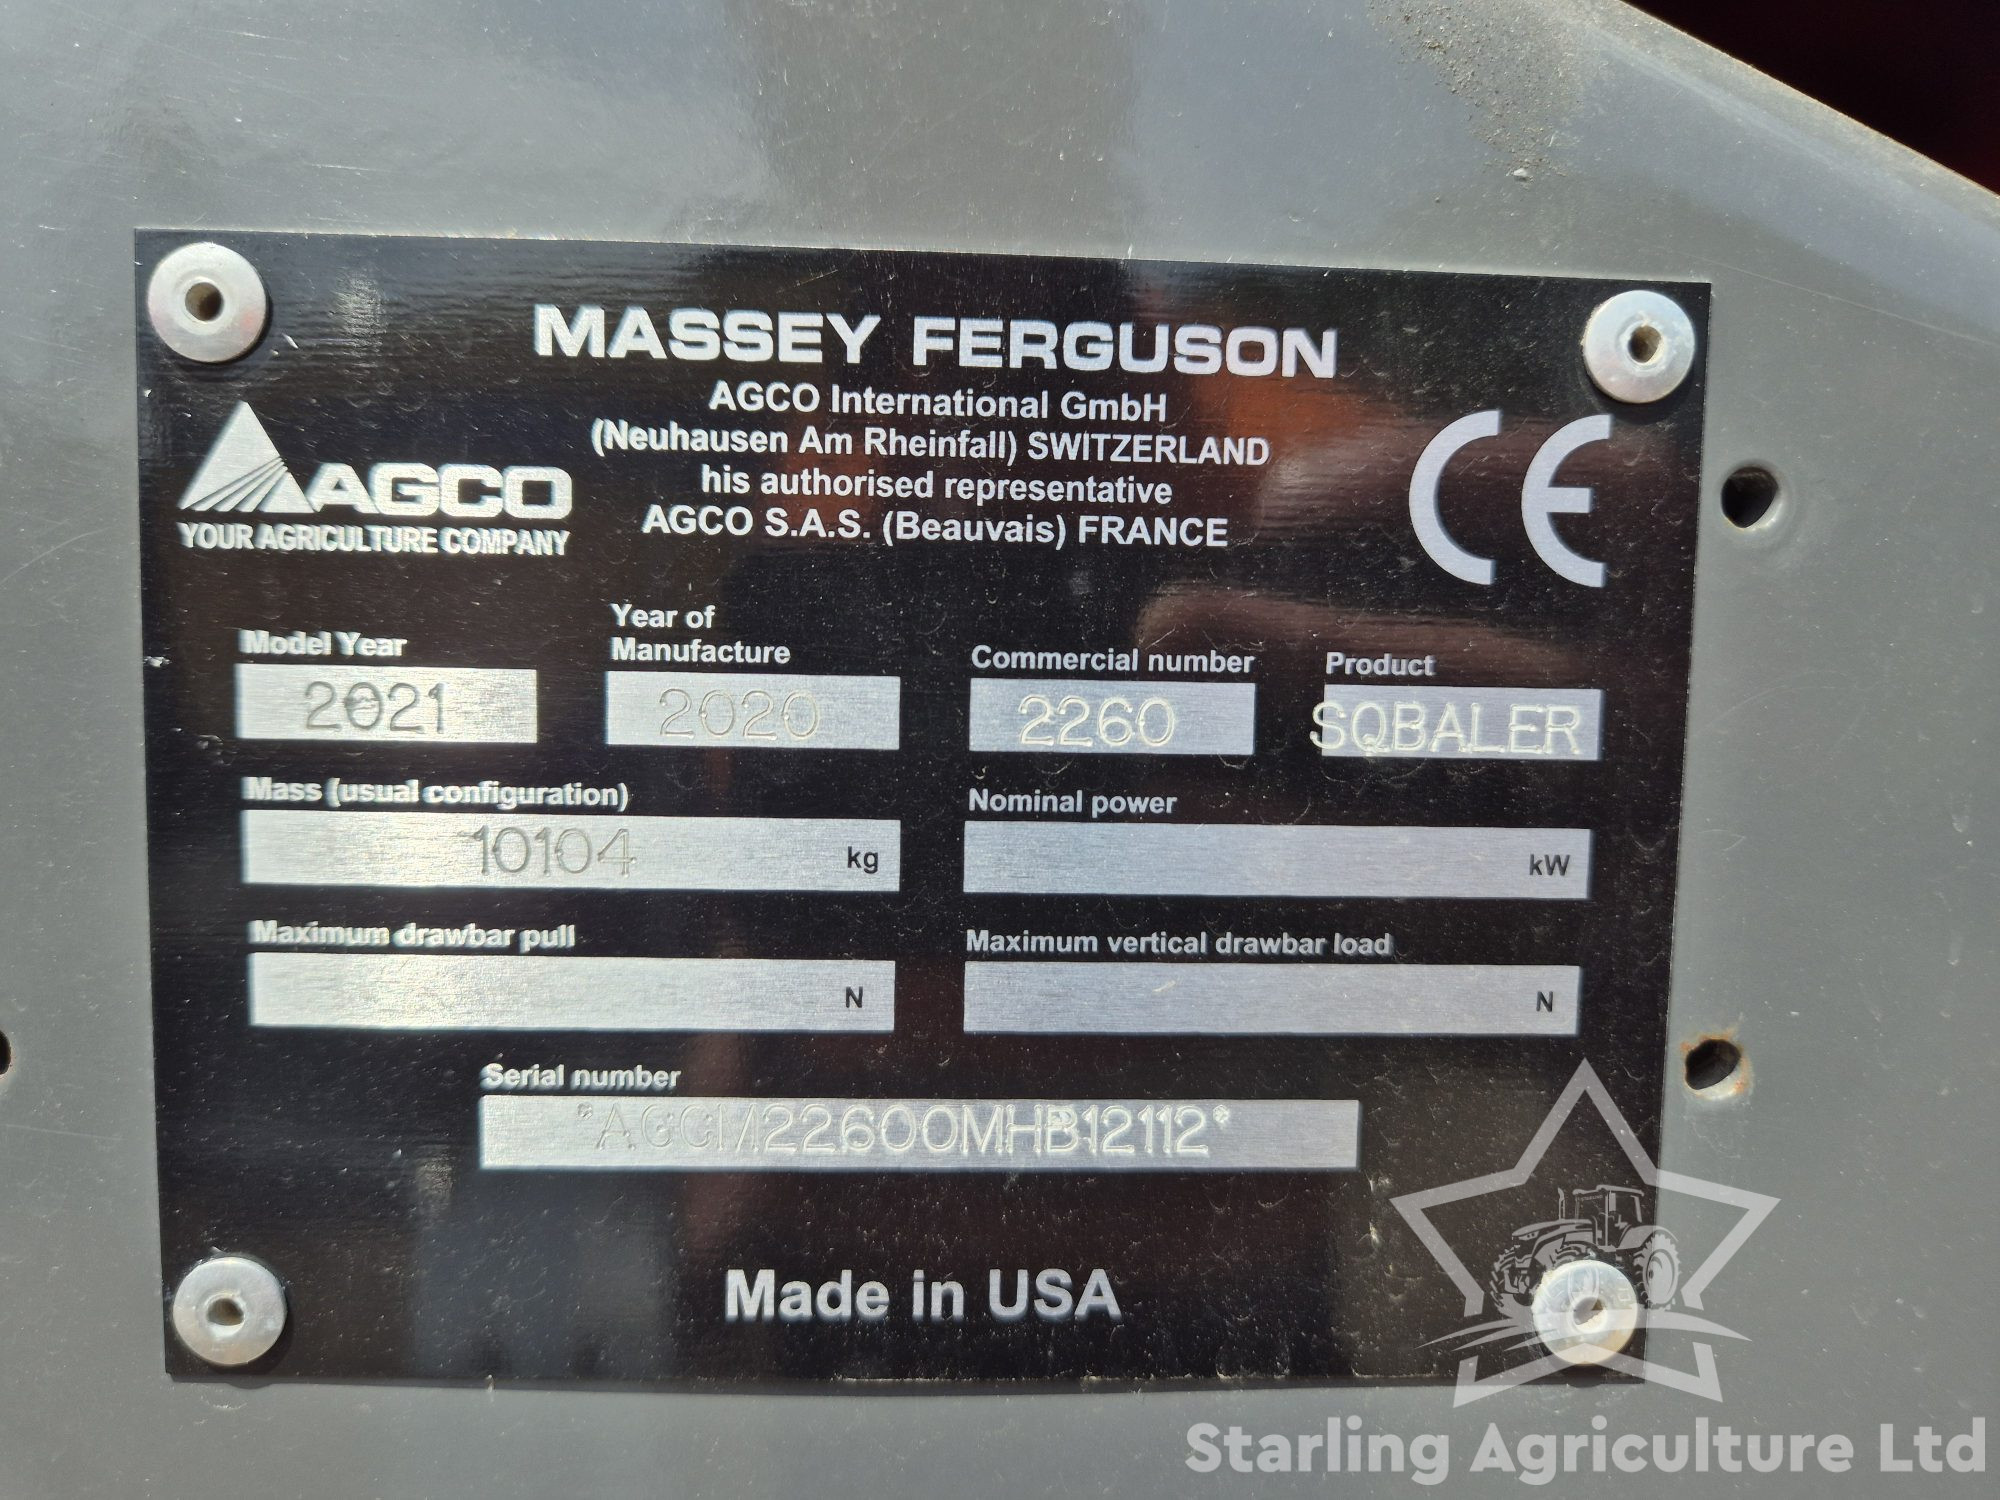 MASSEY FERGUSON
AGCO International GmbH
(Neuhausen Am Rheinfall) SWITZERLAND
his authorised representative
AGCO S.A.S. (Beauvais) FRANCE
AGCO
YOUR AGRICULTURE COMPANY
CE
Model Year
2021
Year of
Manufacture
2020
Commercial number
2260
Product
SQBALER
Mass (usual configuration)
10104 kg
Nominal power
kW
Maximum drawbar pull
N
Maximum vertical drawbar load
N
Serial number
*AGCM22600MHB12112*
Made in USA
Starling Agriculture Ltd